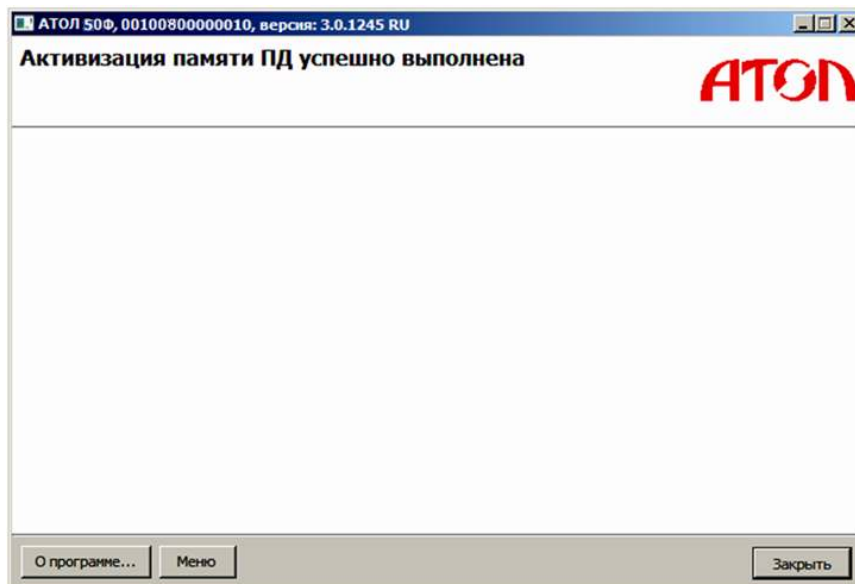 АТОЛ 50Ф, 00100800000010, версия: 3.0.1245 RU
Активизация памяти ПД успешно выполнена
АТОЛ
О программе... Меню Закрыть